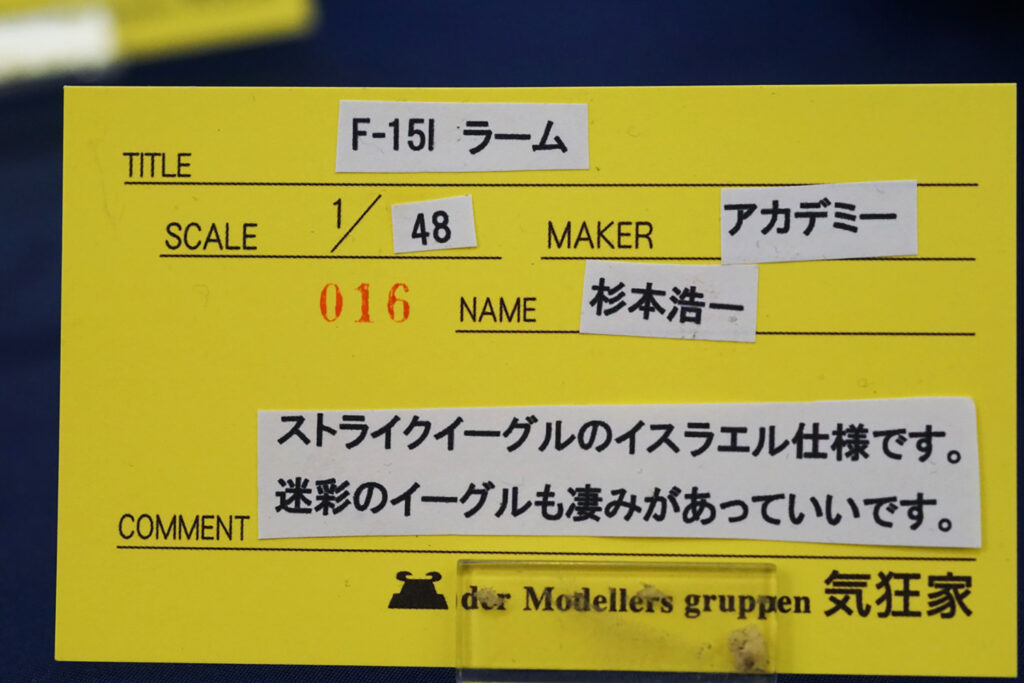 TITLE F-15I ラーム
SCALE 1/48 MAKER アカデミー
016 NAME 杉本浩一
ストライクイーグルのイスラエル仕様です。
迷彩のイーグルも凄みがあっていいです。
COMMENT
der Modellers gruppen 気狂家